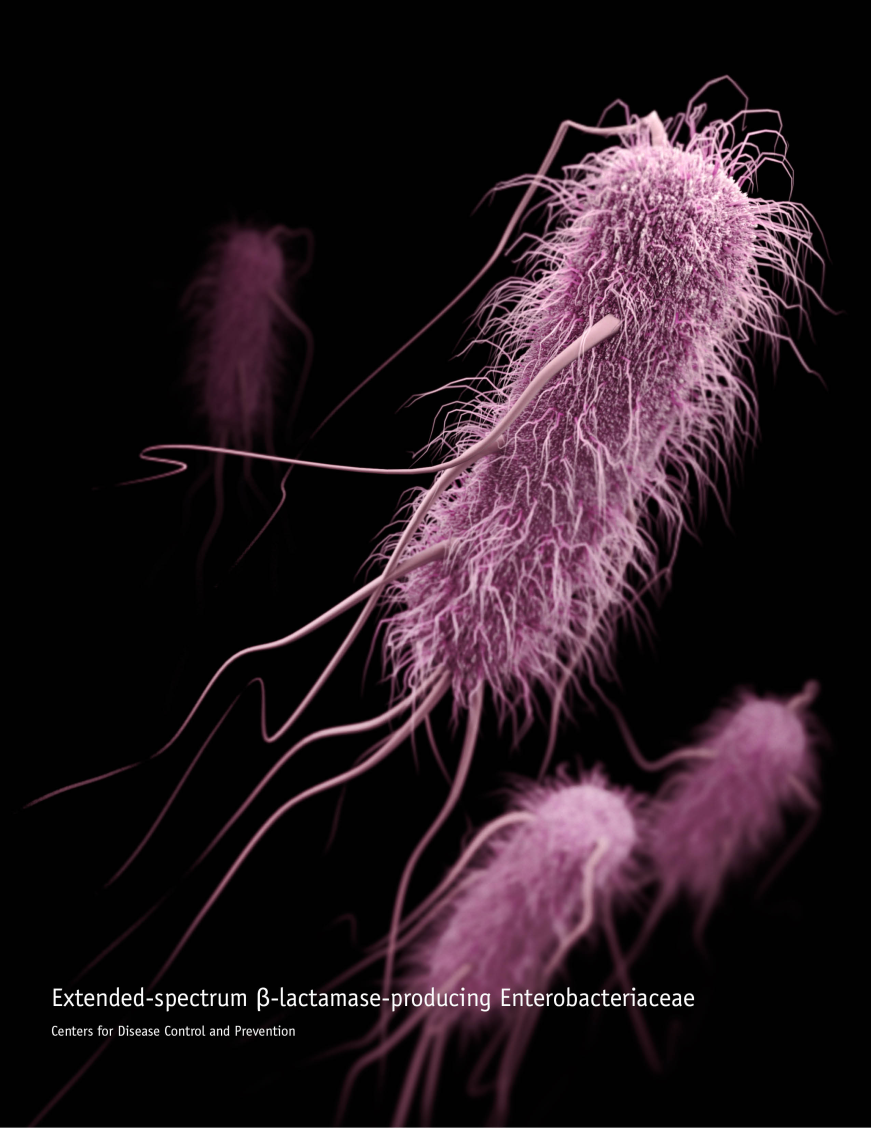 Extended-spectrum β-lactamase-producing Enterobacteriaceae
Centers for Disease Control and Prevention